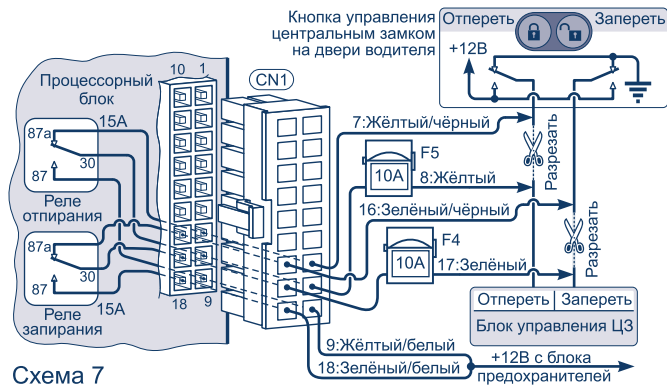 Кнопка управления
центральным замком
на двери водителя
Отпереть
Запереть
+12В
Процессорный
блок
10
1
CN1
15А
87а
30
87
Реле
отпирания
87а
30
87
15А
Реле
запирания
18
9
7:Жёлтый/чёрный
F5
10А
8:Жёлтый
16:Зелёный/чёрный
F4
10А
17:Зелёный
Разрезать
Разрезать
Отпереть
Запереть
Блок управления ЦЗ
9:Жёлтый/белый
18:Зелёный/белый
+12В с блока
предохранителей
Схема 7